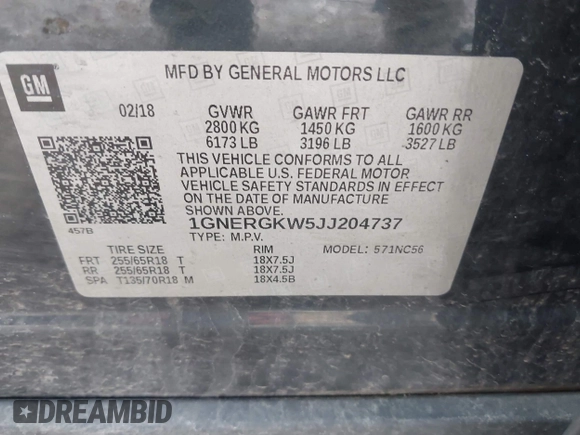 GM
MFD BY GENERAL MOTORS LLC
02/18 GVWR GAWR FRT GAWR RR
2800 KG 1450 KG 1600 KG
6173 LB 3196 LB 3527 LB
THIS VEHICLE CONFORMS TO ALL
APPLICABLE U.S. FEDERAL MOTOR
VEHICLE SAFETY STANDARDS IN EFFECT
ON THE DATE OF MANUFACTURE
SHOWN ABOVE.
457B
1GNERGKW5JJ204737
TYPE: M.P.V. MODEL: 571NC56
TIRE SIZE RIM
FRT 255/65R18 T 18X7.5J
RR 255/65R18 T 18X7.5J
SPA T135/70R18 M 18X4.5B
DREAMBID